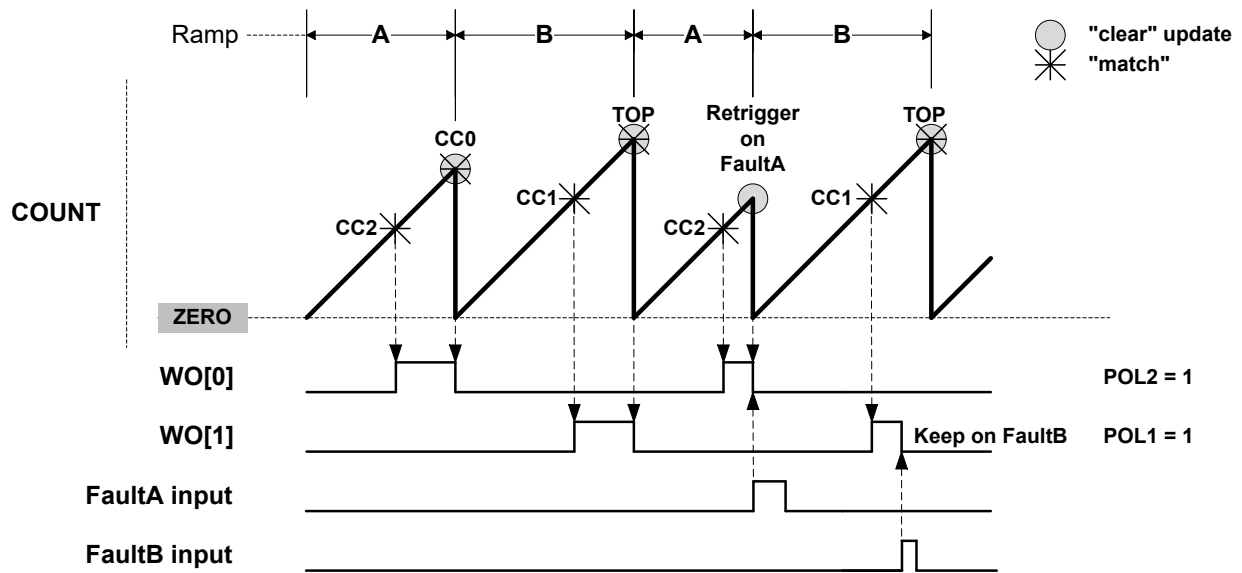 Ramp
A
B
A
B
"clear" update
"match"
COUNT
CC0
TOP
Retrigger
on
FaultA
TOP
CC2
CC1
CC2
CC1
ZERO
WO[0]
POL2 = 1
WO[1]
Keep on FaultB
POL1 = 1
FaultA input
FaultB input